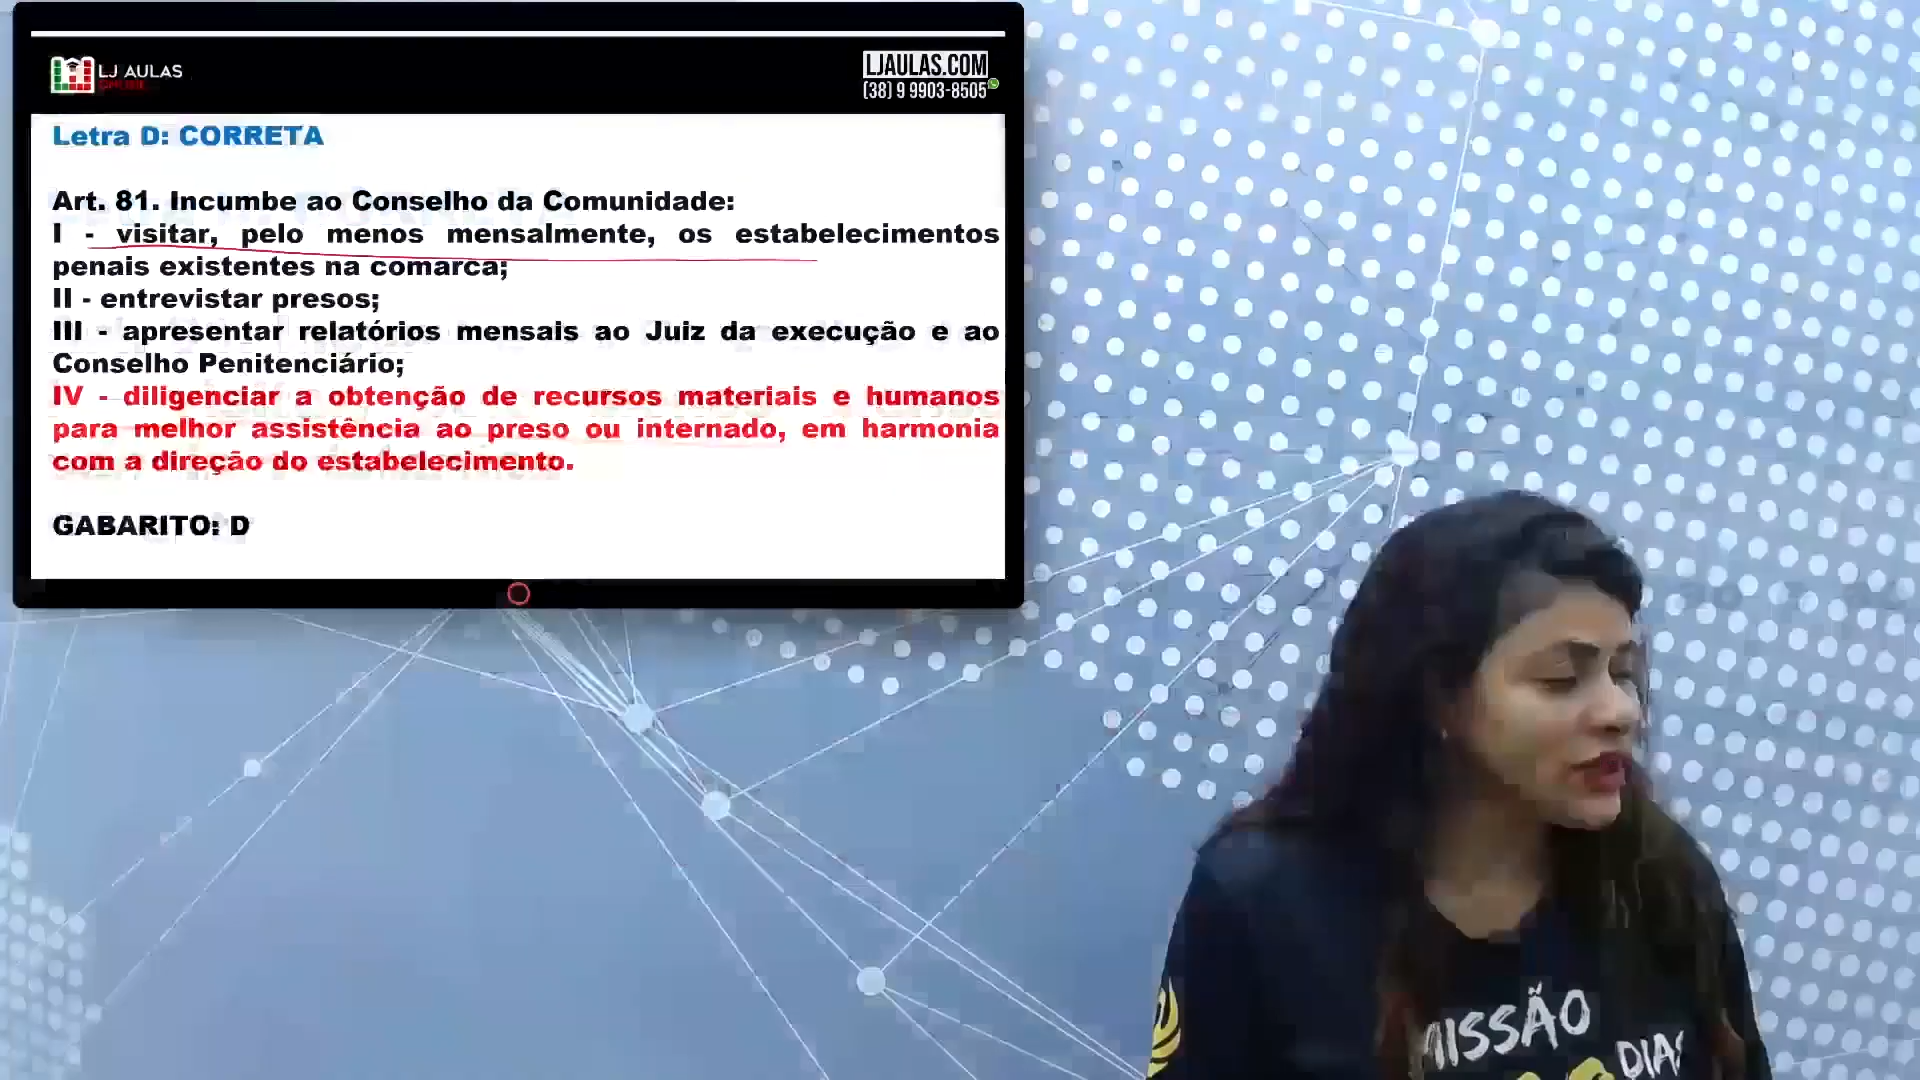 LJ AULAS
ONLINE
LJAULAS.COM
(38) 9 9903-8505
Letra D: CORRETA
Art. 81. Incumbe ao Conselho da Comunidade:
I - visitar, pelo menos mensalmente, os estabelecimentos
penais existentes na comarca;
II - entrevistar presos;
III - apresentar relatórios mensais ao Juiz da execução e ao
Conselho Penitenciário;
IV - diligenciar a obtenção de recursos materiais e humanos
para melhor assistência ao preso ou internado, em harmonia
com a direção do estabelecimento.
GABARITO: D
MISSÃO
DIAS